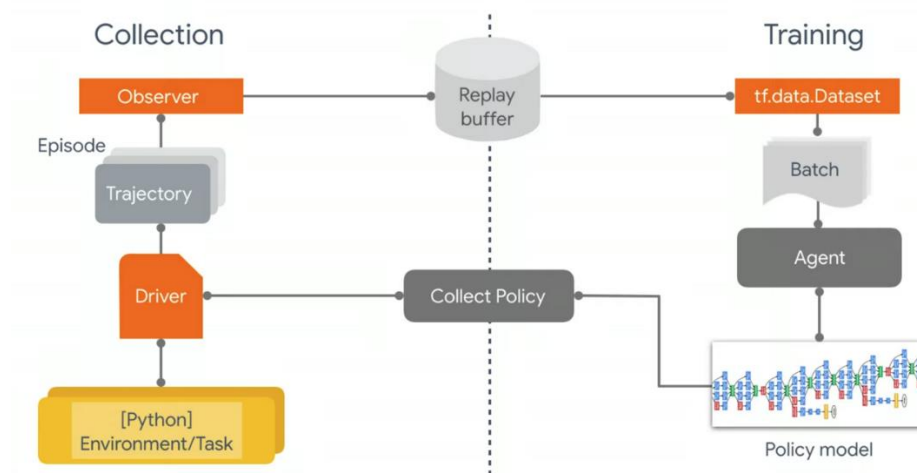 Collection
Training
Observer
Replay
buffer
tf.data.Dataset
Episode
Trajectory
Batch
Driver
Collect Policy
Agent
[Python]
Environment/Task
Policy model